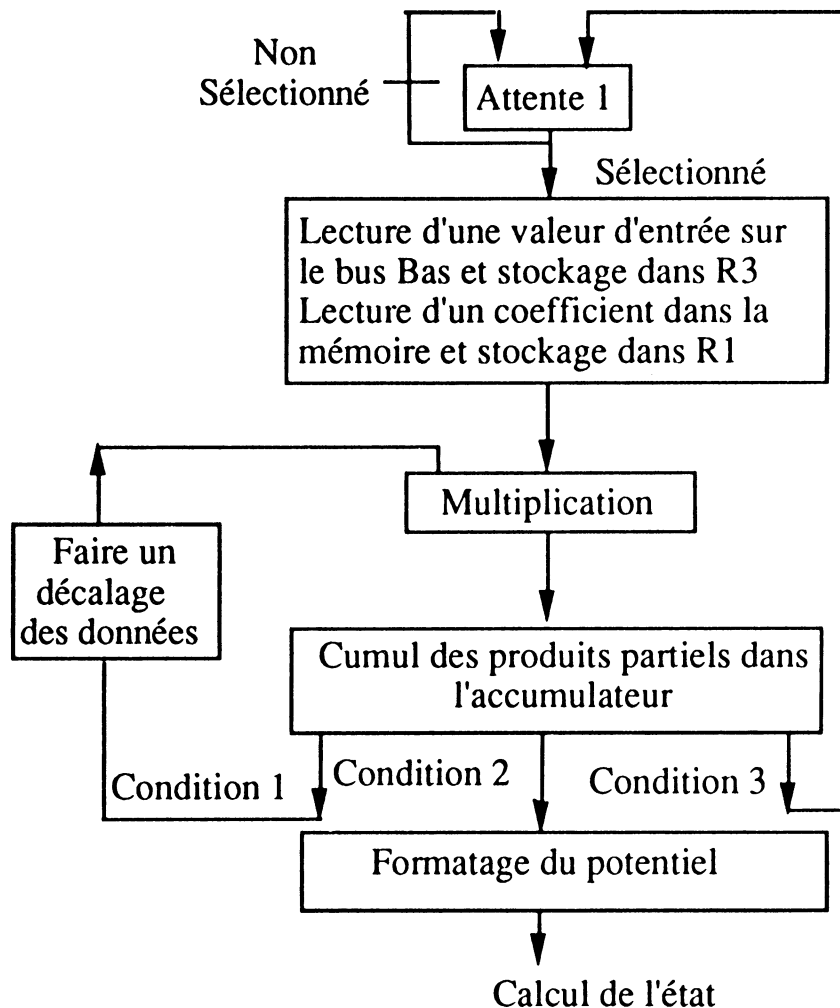 Non
Sélectionné
Attente 1
Sélectionné
Lecture d'une valeur d'entrée sur
le bus Bas et stockage dans R3
Lecture d'un coefficient dans la
mémoire et stockage dans R1
Multiplication
Faire un
décalage
des données
Cumul des produits partiels dans
l'accumulateur
Condition 1
Condition 2
Condition 3
Formatage du potentiel
Calcul de l'état